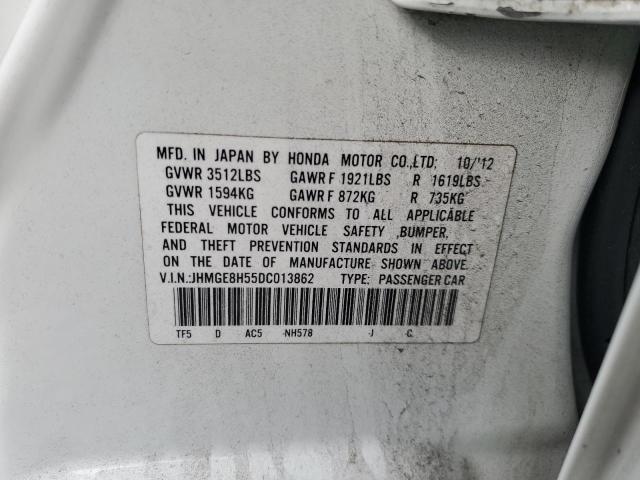 MFD. IN JAPAN BY HONDA MOTOR CO.,LTD; 10/'12
GVWR 3512LBS GAWR F 1921LBS R 1619LBS
GVWR 1594KG GAWR F 872KG R 735KG
THIS VEHICLE CONFORMS TO ALL APPLICABLE
FEDERAL MOTOR VEHICLE SAFETY ,BUMPER,
AND THEFT PREVENTION STANDARDS IN EFFECT
ON THE DATE OF MANUFACTURE SHOWN ABOVE.
V.I.N.:JHMGE8H55DC013862 TYPE: PASSENGER CAR
TF5 D AC5 -NH578 -J C